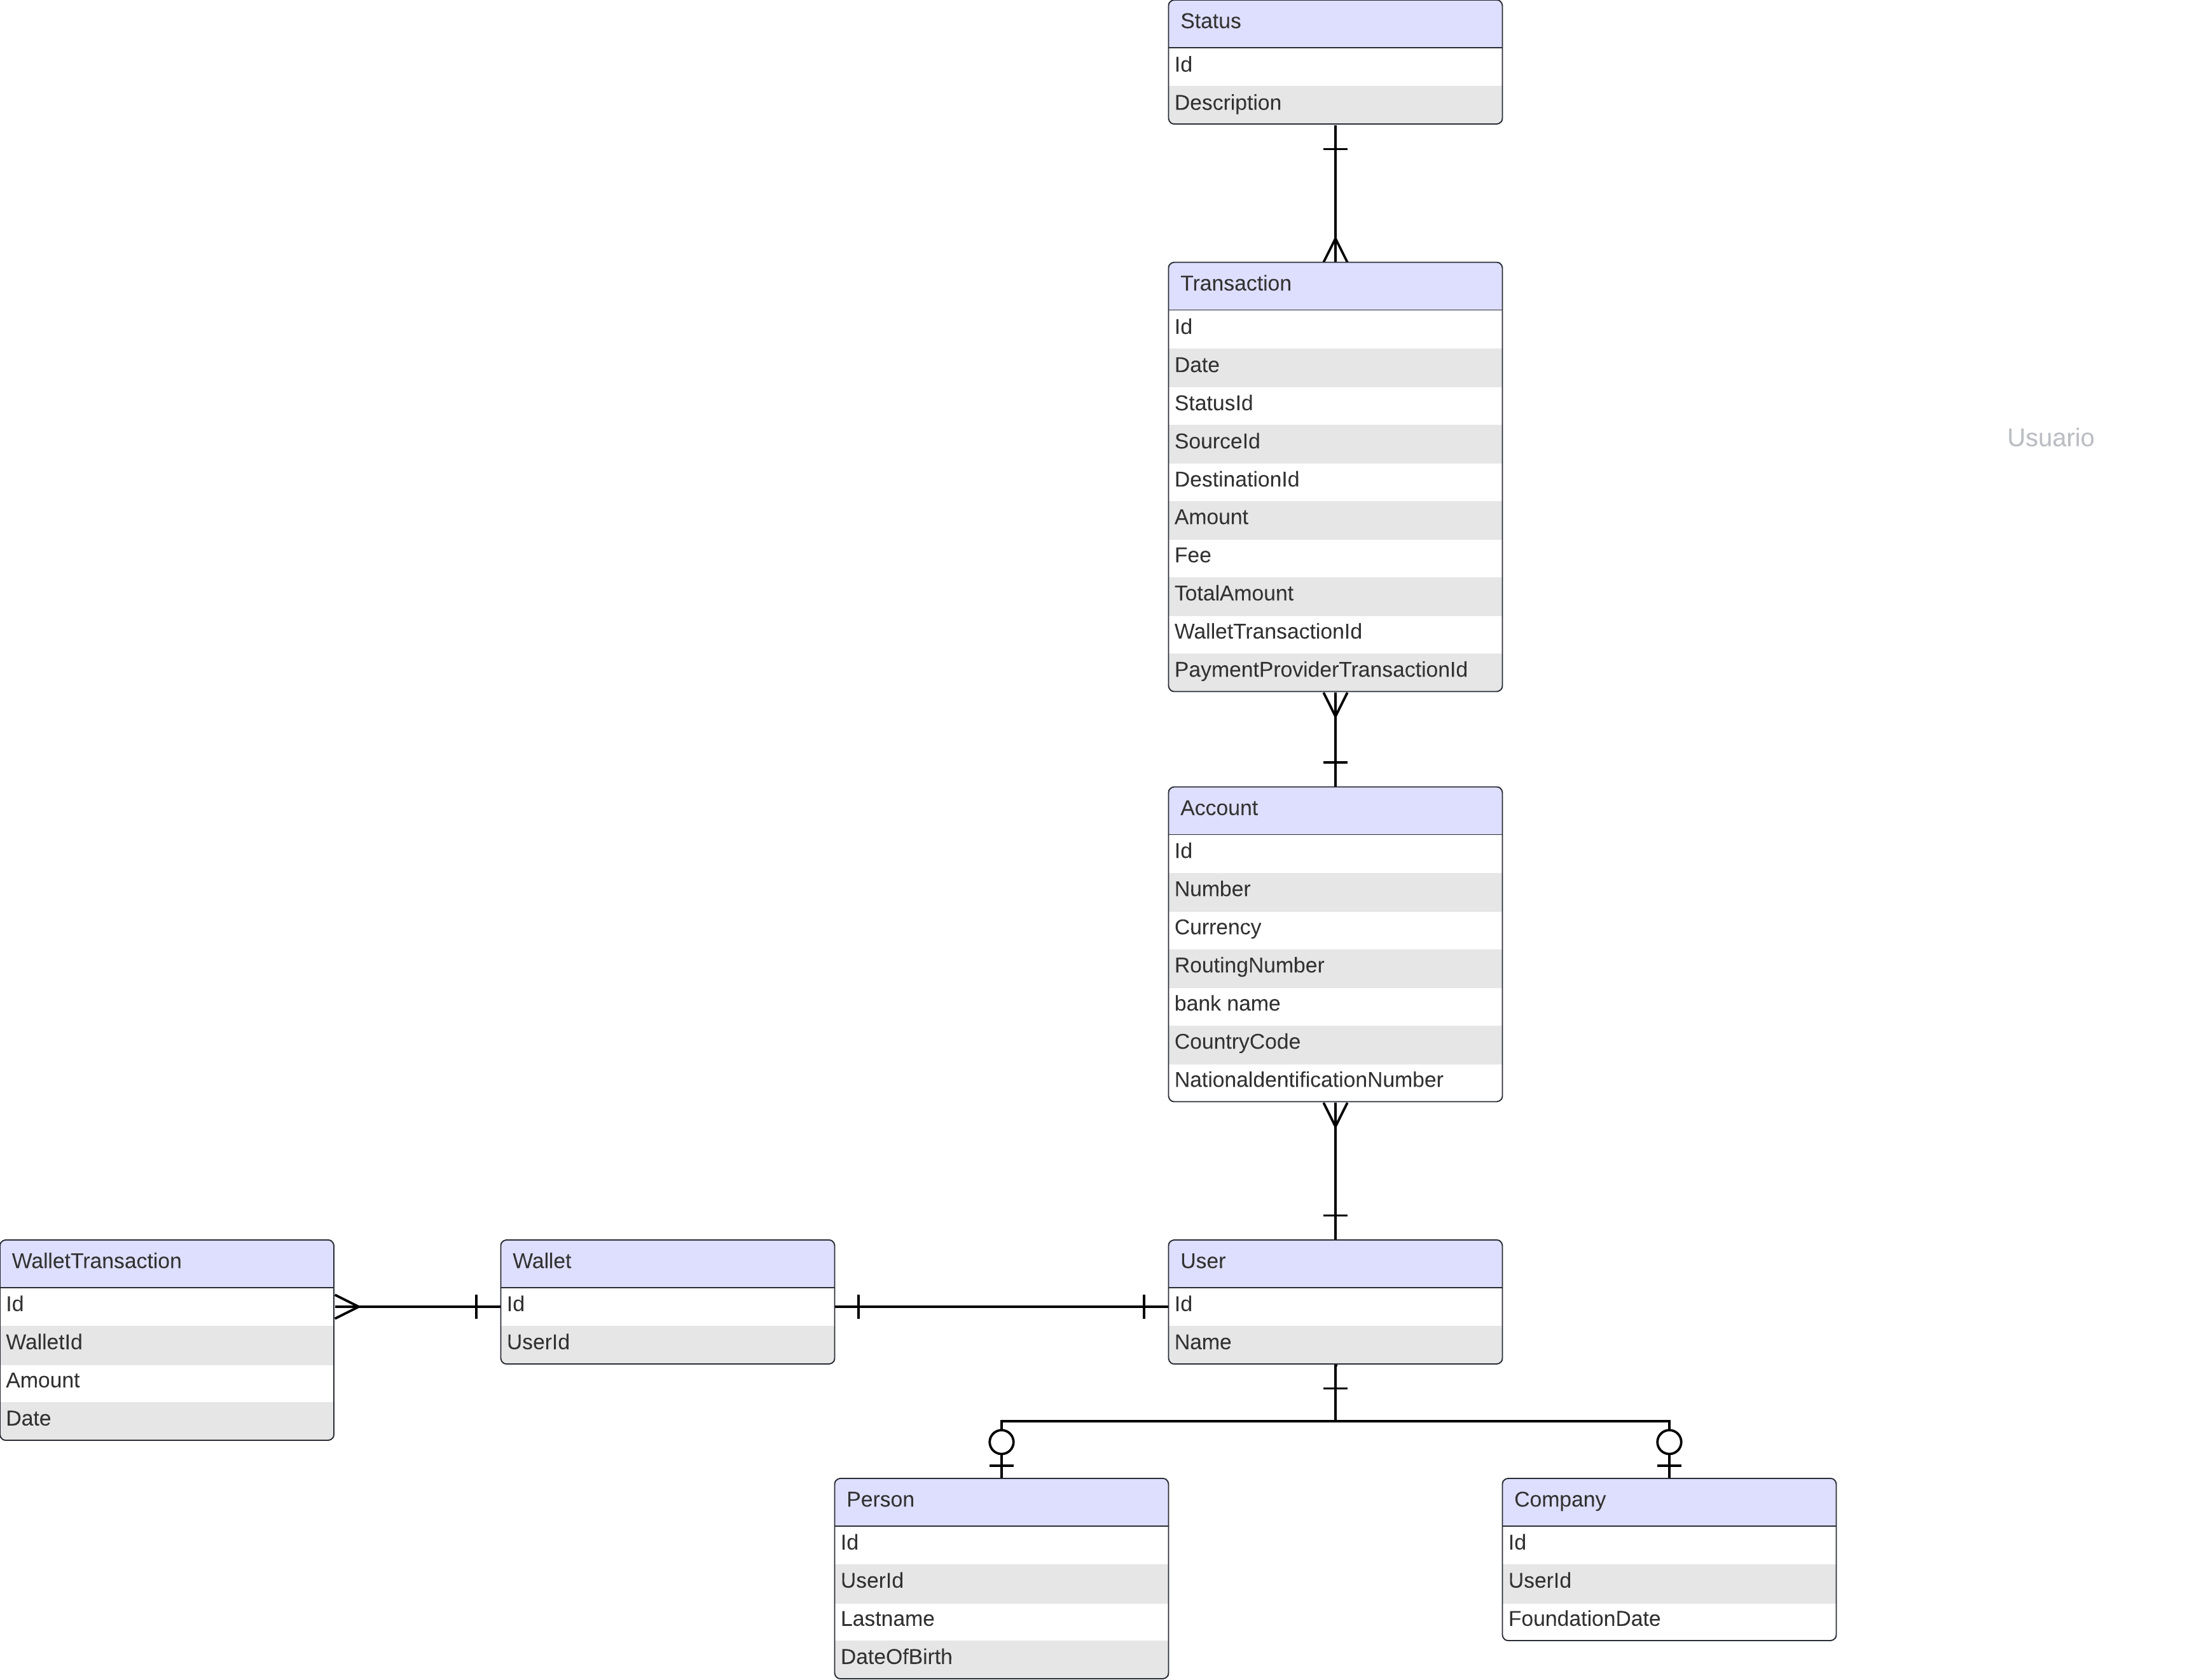 Status
Id
Description
Transaction
Id
Date
StatusId
SourceId
DestinationId
Amount
Fee
TotalAmount
WalletTransactionId
PaymentProviderTransactionId
Usuario
Account
Id
Number
Currency
RoutingNumber
bank name
CountryCode
NationaldentificationNumber
WalletTransaction
Id
WalletId
Amount
Date
Wallet
Id
UserId
User
Id
Name
Person
Id
UserId
Lastname
DateOfBirth
Company
Id
UserId
FoundationDate